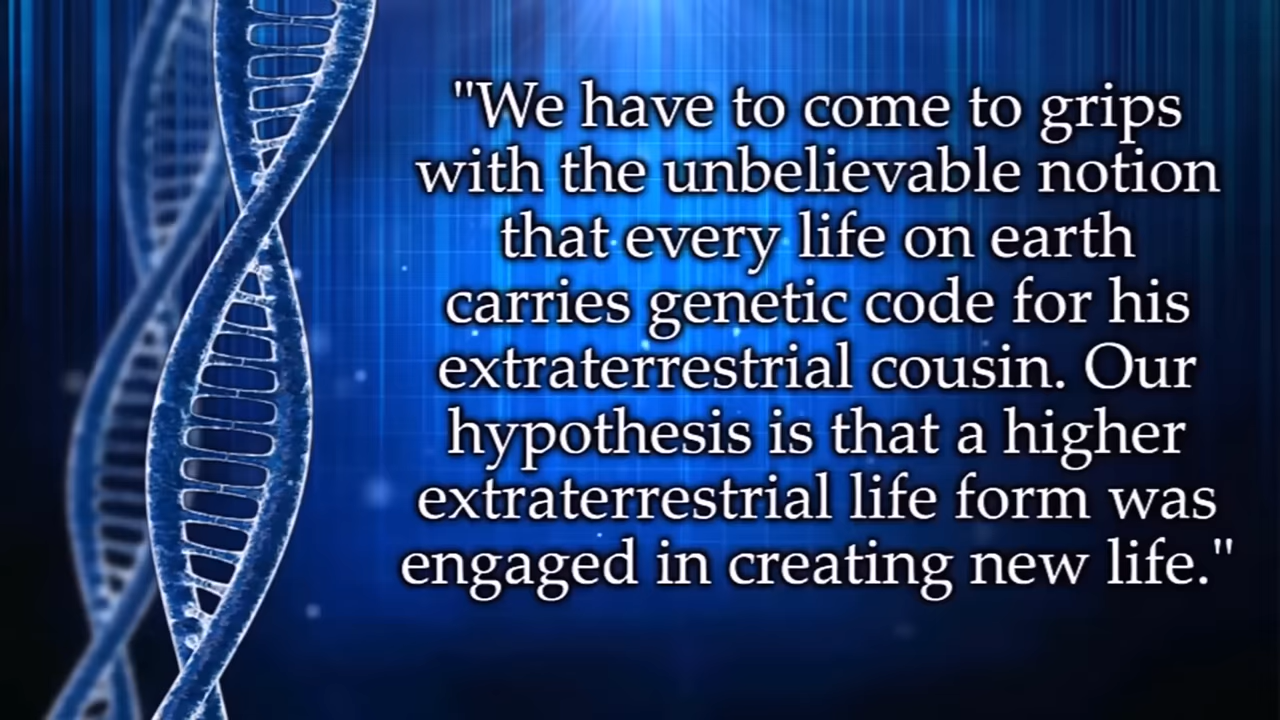 "We have to come to grips
with the unbelievable notion
that every life on earth
carries genetic code for his
extraterrestrial cousin. Our
hypothesis is that a higher
extraterrestrial life form was
engaged in creating new life."